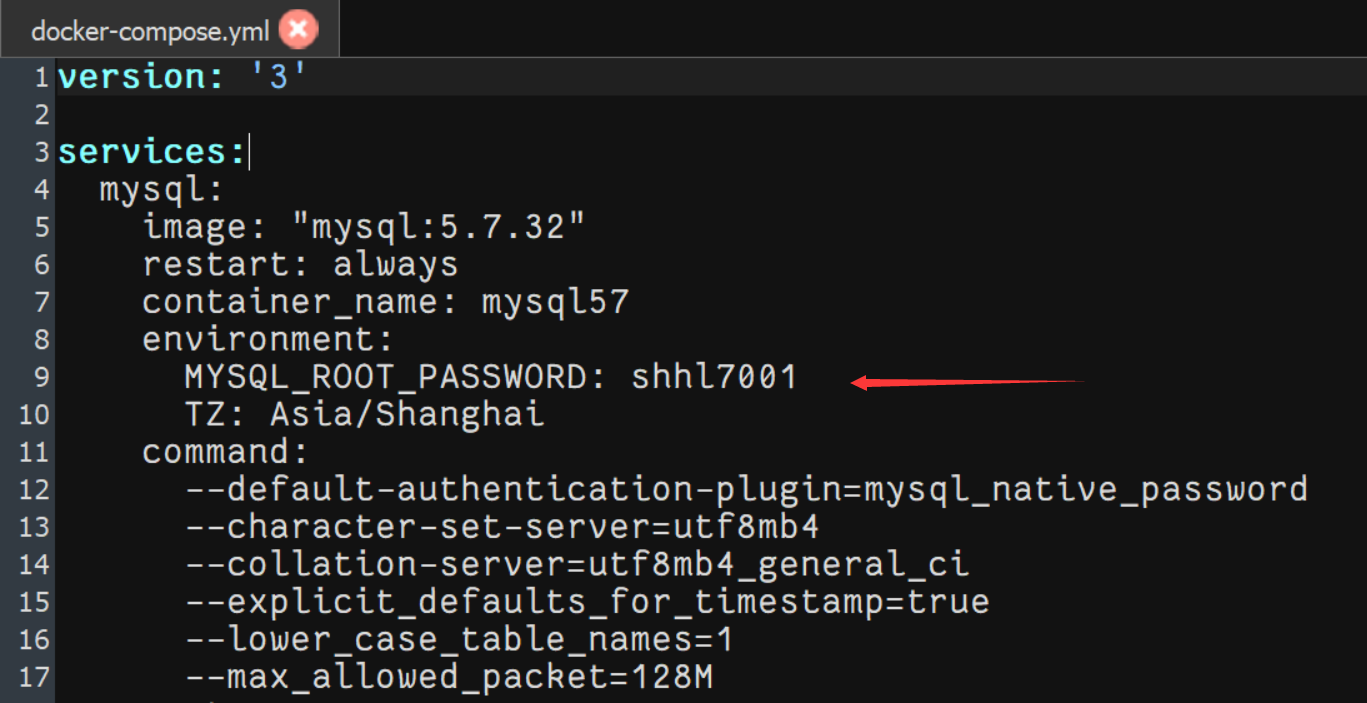 docker-compose.yml
1 version: '3'
2
3 services:
4 mysql:
5 image: "mysql:5.7.32"
6 restart: always
7 container_name: mysql57
8 environment:
9 MYSQL_ROOT_PASSWORD: shhl7001
10 TZ: Asia/Shanghai
11 command:
12 --default-authentication-plugin=mysql_native_password
13 --character-set-server=utf8mb4
14 --collation-server=utf8mb4_general_ci
15 --explicit_defaults_for_timestamp=true
16 --lower_case_table_names=1
17 --max_allowed_packet=128M